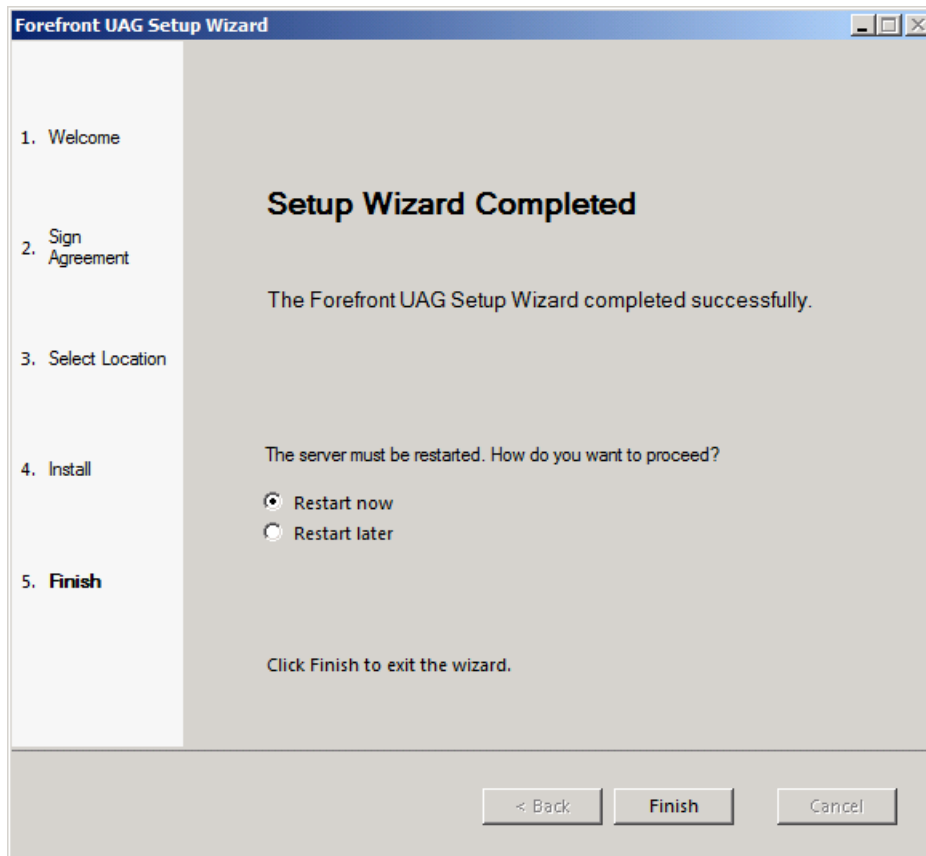 Forefront UAG Setup Wizard
1. Welcome
2. Sign
Agreement
3. Select Location
4. Install
5. Finish
Setup Wizard Completed
The Forefront UAG Setup Wizard completed successfully.
The server must be restarted. How do you want to proceed?
Restart now
Restart later
Click Finish to exit the wizard.
< Back
Finish
Cancel